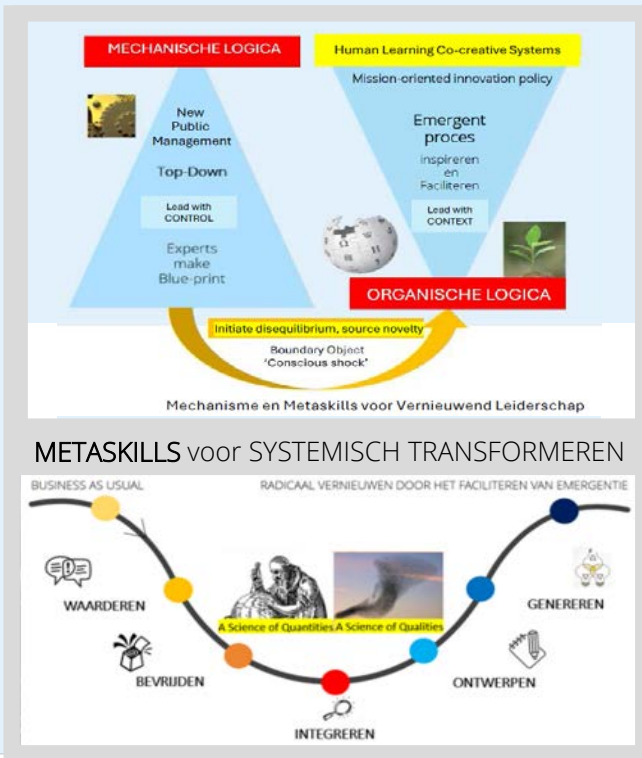 MECHANISCHE LOGICA
New
Public
Management
Top-Down
Lead with
CONTROL
Experts
make
Blue-print
Human Learning Co-creative Systems
Mission-oriented innovation policy
Emergent
proces
inspireren
en
Faciliteren
Lead with
CONTEXT
ORGANISCHE LOGICA
Initiate disequilibrium, source novelty
Boundary Object
‘Conscious shock’
Mechanisme en Metaskills voor Vernieuwend Leiderschap
METASKILLS voor SYSTEMISCH TRANSFORMEREN
BUSINESS AS USUAL
RADICAAL VERNIEUWEN DOOR HET FACILITEREN VAN EMERGENTIE
WAARDEREN
BEVRIJDEN
A Science of Quantities
A Science of Qualities
INTEGREREN
ONTWERPEN
GENEREREN